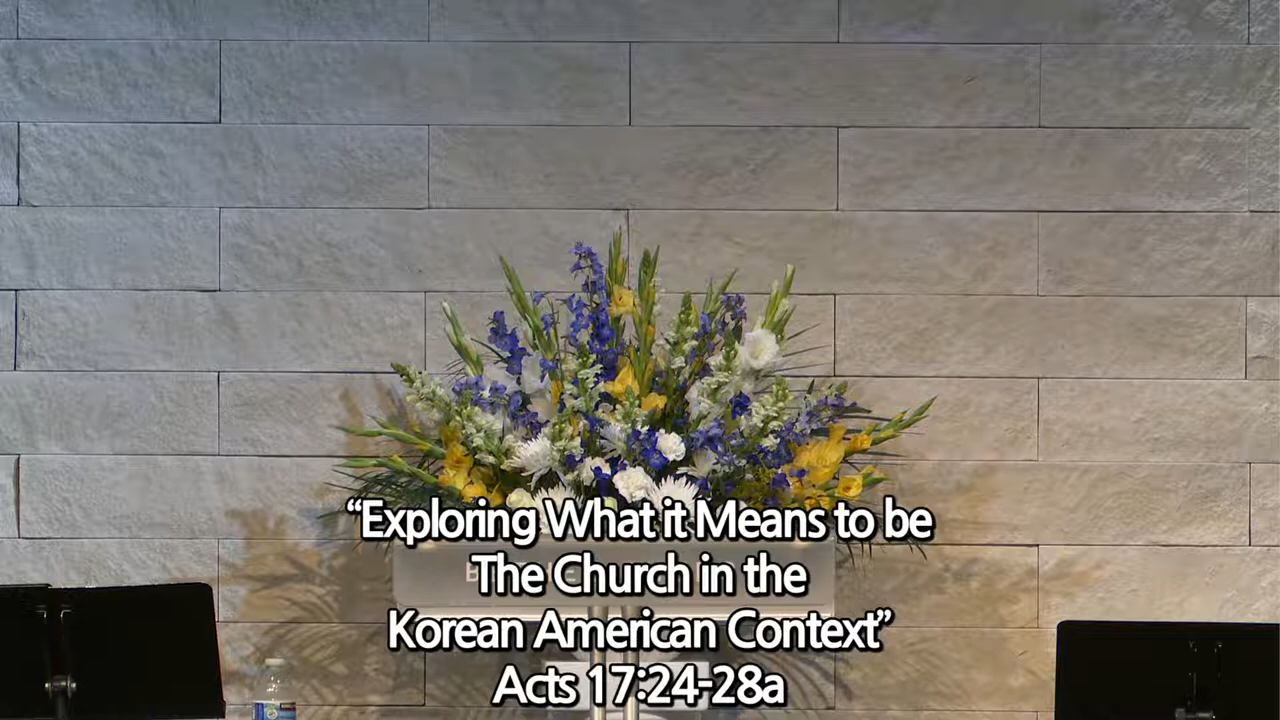 “Exploring What it Means to be
The Church in the
Korean American Context”
Acts 17:24-28a